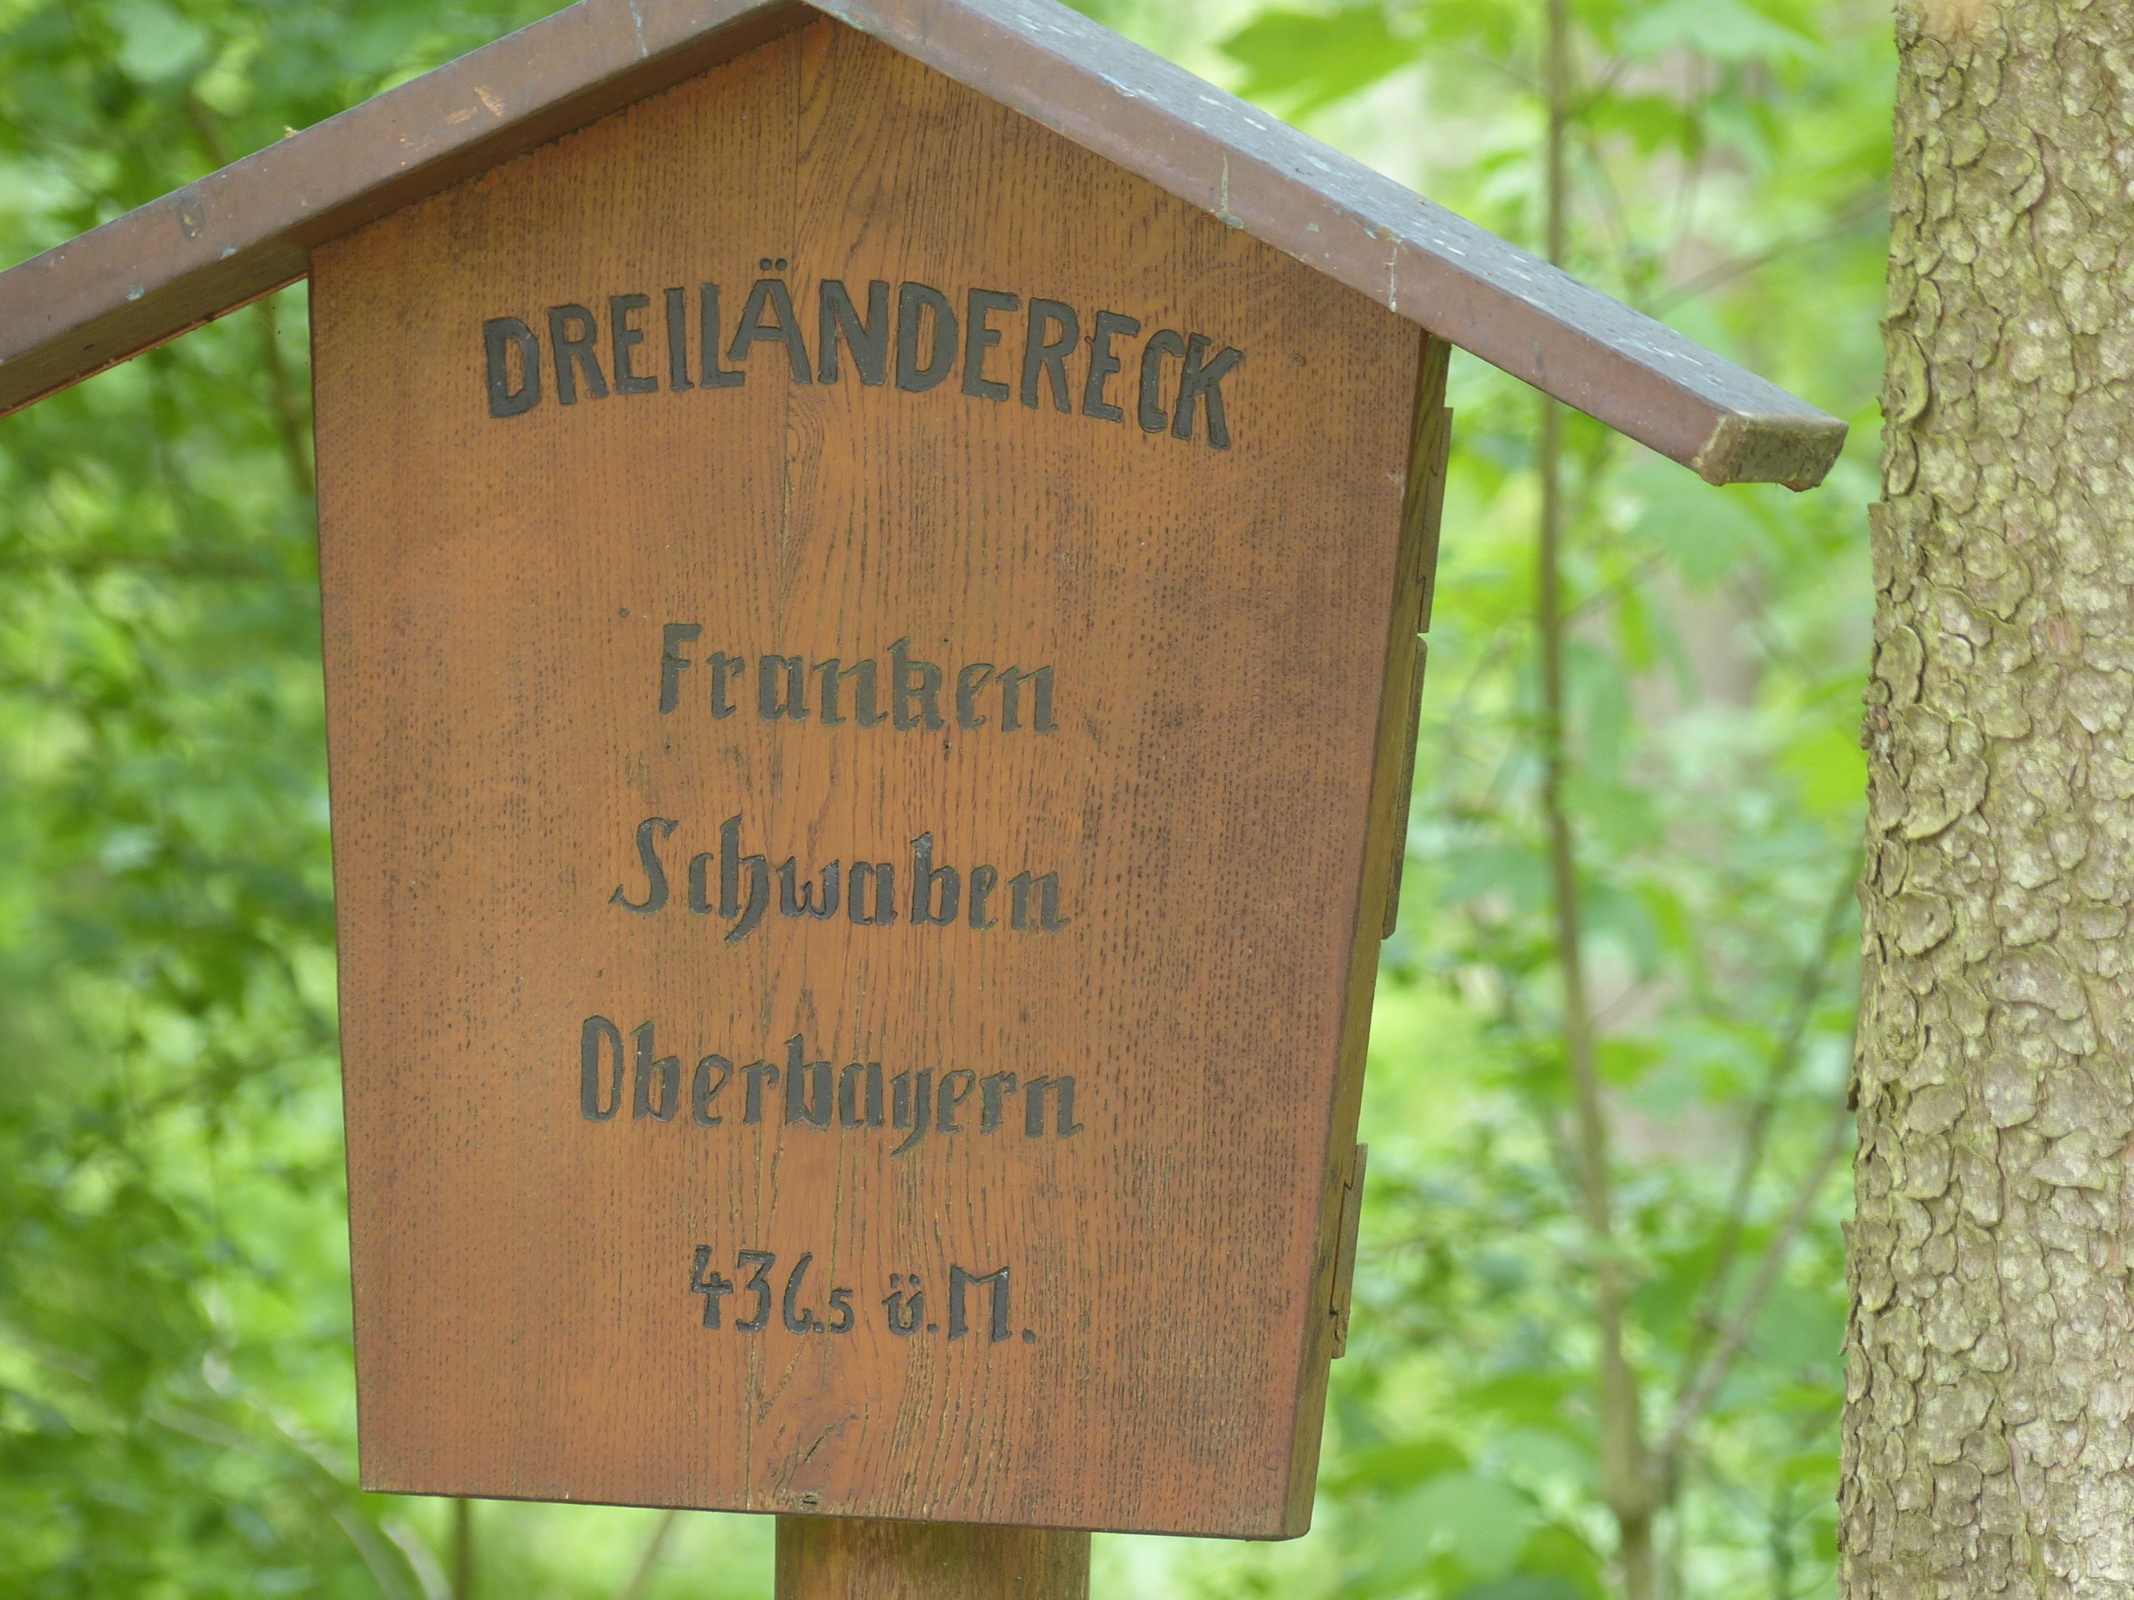 DREILÄNDERECK
Franken
Schwaben
Oberbayern
436.5 ü.M.